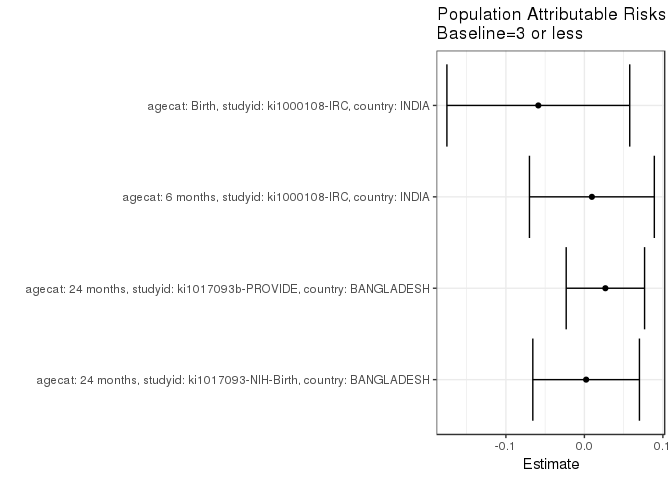 Population Attributable Risks
Baseline=3 or less
agecat: Birth, studyid: ki1000108-IRC, country: INDIA
agecat: 6 months, studyid: ki1000108-IRC, country: INDIA
agecat: 24 months, studyid: ki1017093b-PROVIDE, country: BANGLADESH
agecat: 24 months, studyid: ki1017093-NIH-Birth, country: BANGLADESH
-0.1 0.0 0.1
Estimate